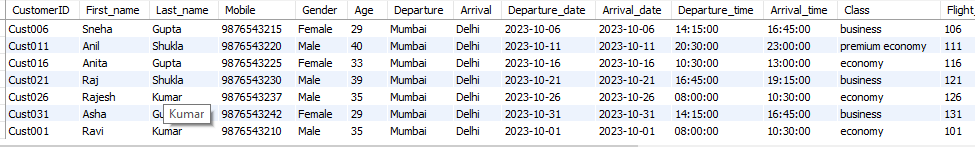 CustomerID First_name Last_name Mobile Gender Age Departure Arrival Departure_date Arrival_date Departure_time Arrival_time Class Flight_
Cust006 Sneha Gupta 9876543215 Female 29 Mumbai Delhi 2023-10-06 2023-10-06 14:15:00 16:45:00 business 106
Cust011 Anil Shukla 9876543220 Male 40 Mumbai Delhi 2023-10-11 2023-10-11 20:30:00 23:00:00 premium economy 111
Cust016 Anita Gupta 9876543225 Female 33 Mumbai Delhi 2023-10-16 2023-10-16 10:30:00 13:00:00 economy 116
Cust021 Raj Shukla 9876543230 Male 39 Mumbai Delhi 2023-10-21 2023-10-21 16:45:00 19:15:00 business 121
Cust026 Rajesh Kumar 9876543237 Male 35 Mumbai Delhi 2023-10-26 2023-10-26 08:00:00 10:30:00 economy 126
Cust031 Asha Kumar 9876543242 Female 29 Mumbai Delhi 2023-10-31 2023-10-31 14:15:00 16:45:00 business 131
Cust001 Ravi Kumar 9876543210 Male 35 Mumbai Delhi 2023-10-01 2023-10-01 08:00:00 10:30:00 economy 101